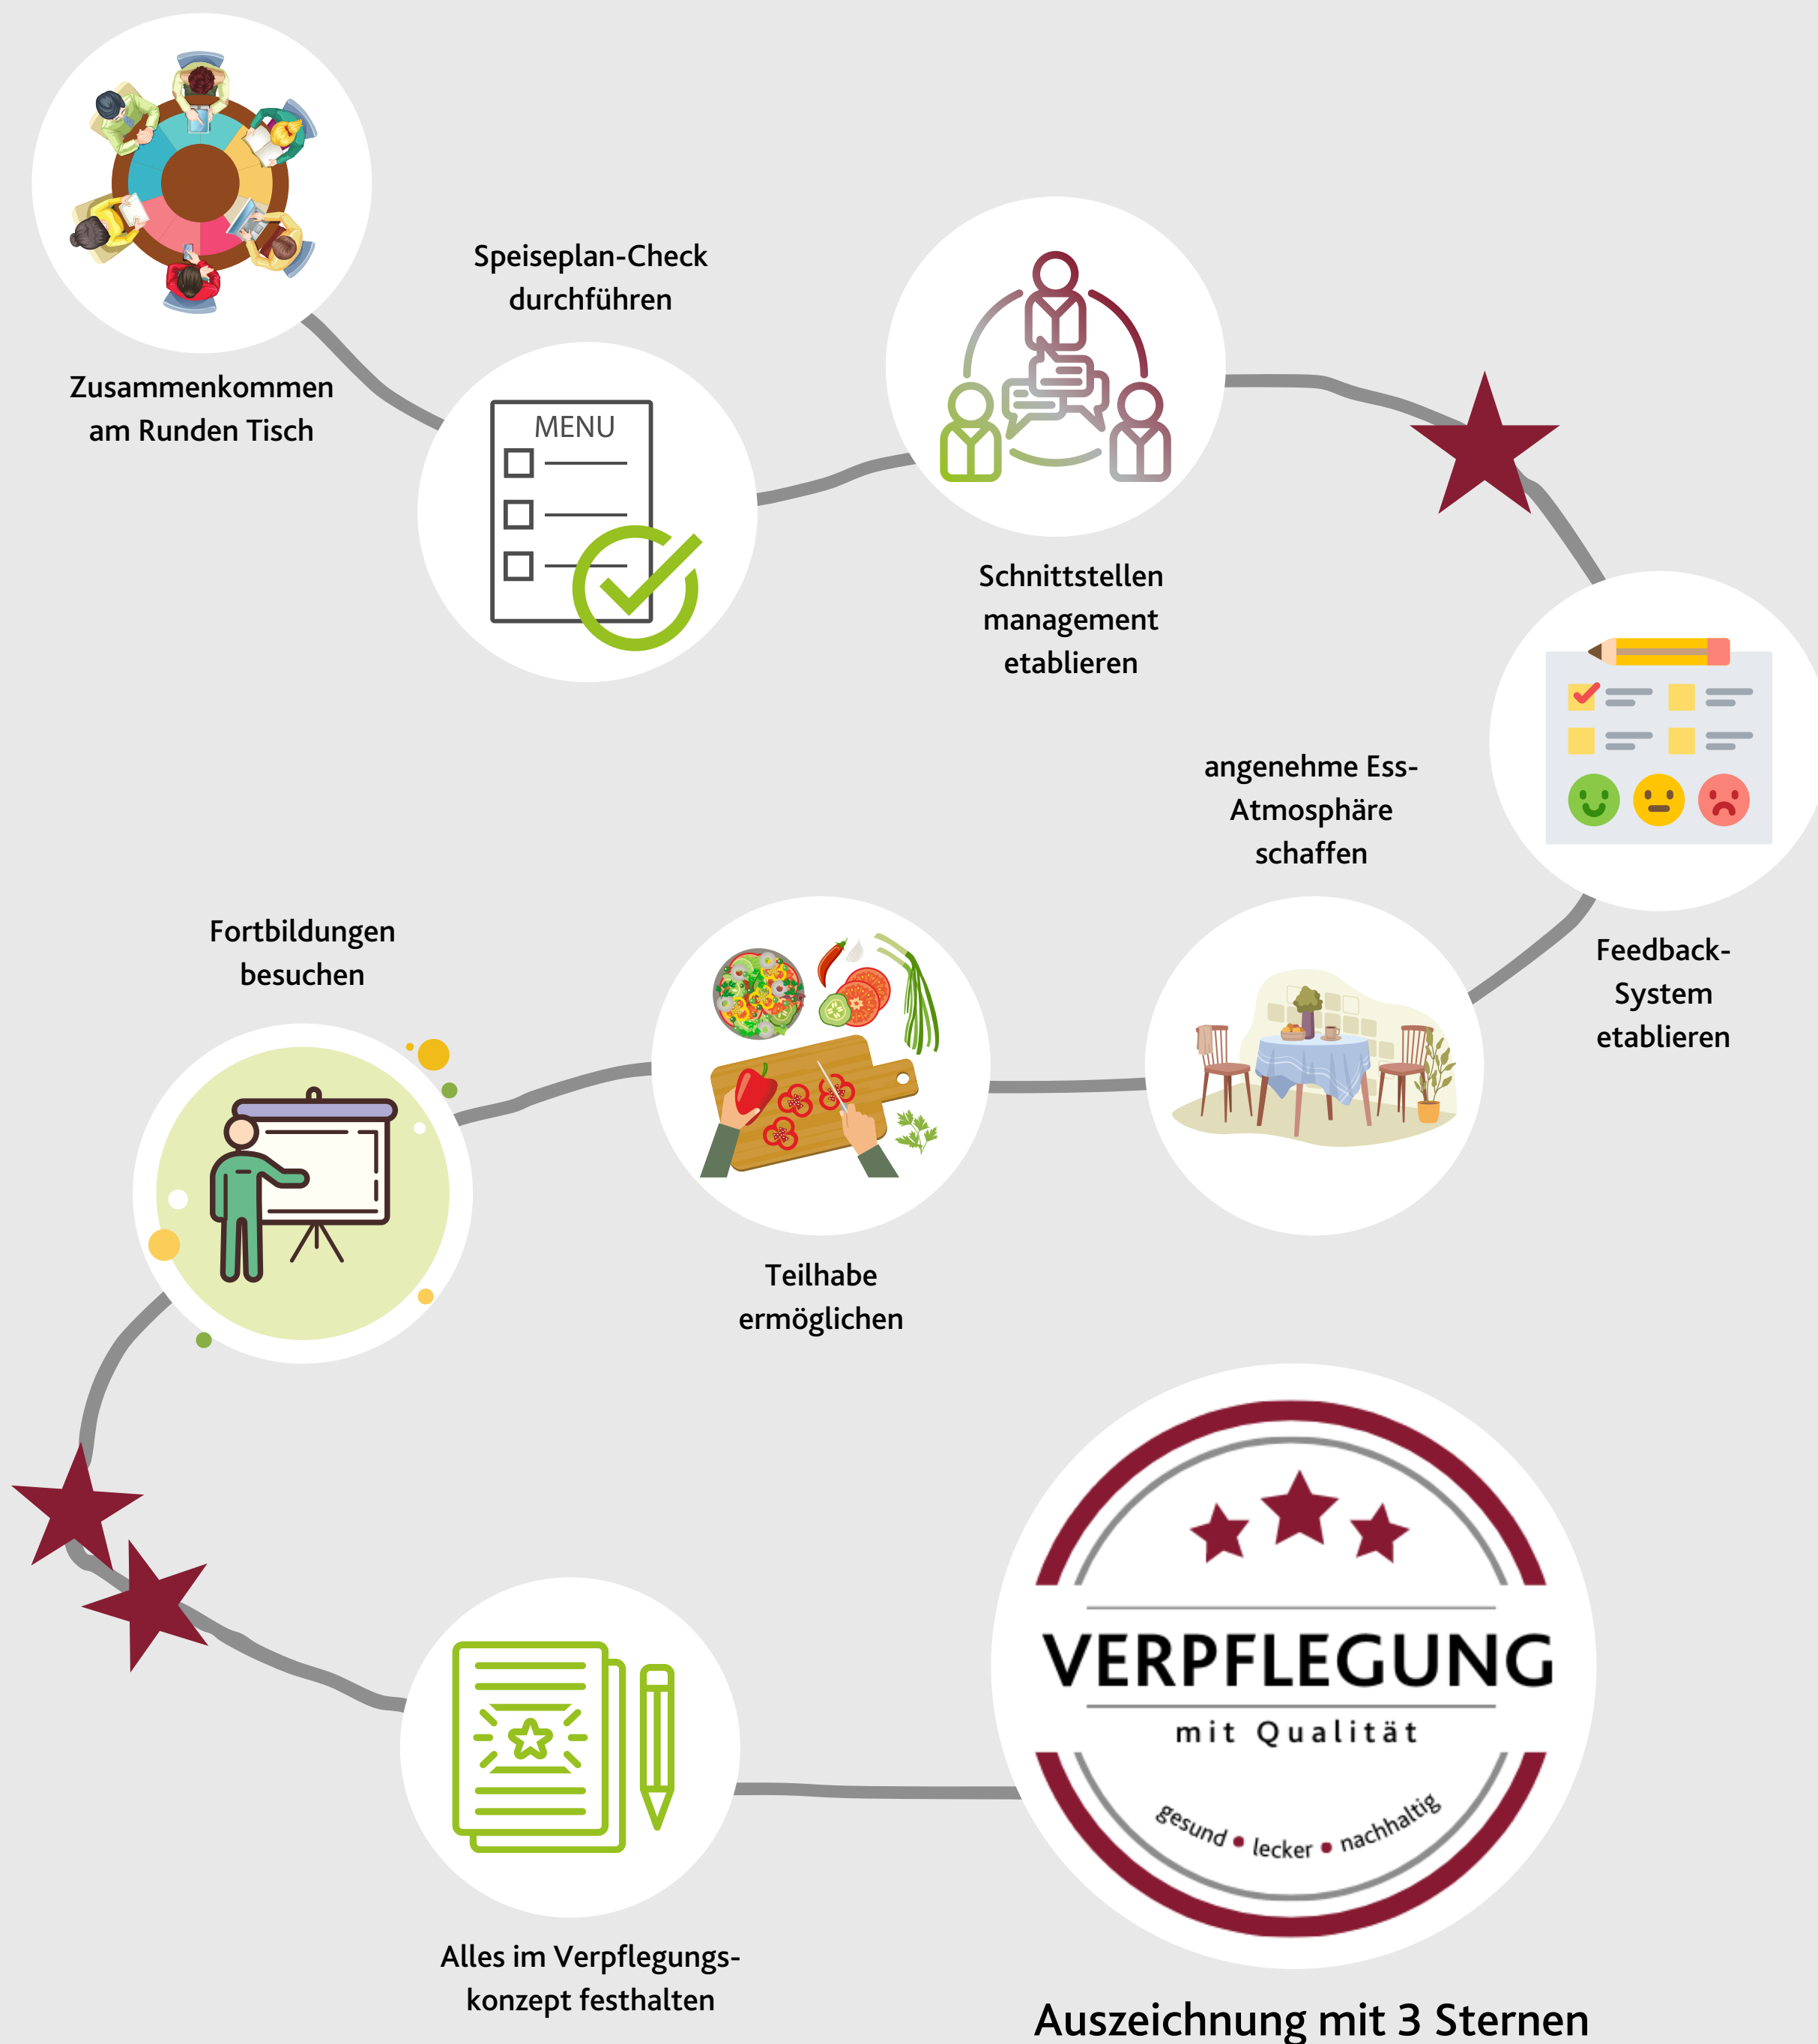 Zusammenkommen
am Runden Tisch
Speiseplan-Check
durchführen
MENU
Schnittstellen
management
etablieren
Feedback-
System
etablieren
angenehme Ess-
Atmosphäre
schaffen
Teilhabe
ermöglichen
Fortbildungen
besuchen
Alles im Verpflegungs-
konzept festhalten
VERPFLEGUNG
mit Qualität
gesund • lecker • nachhaltig
Auszeichnung mit 3 Sternen